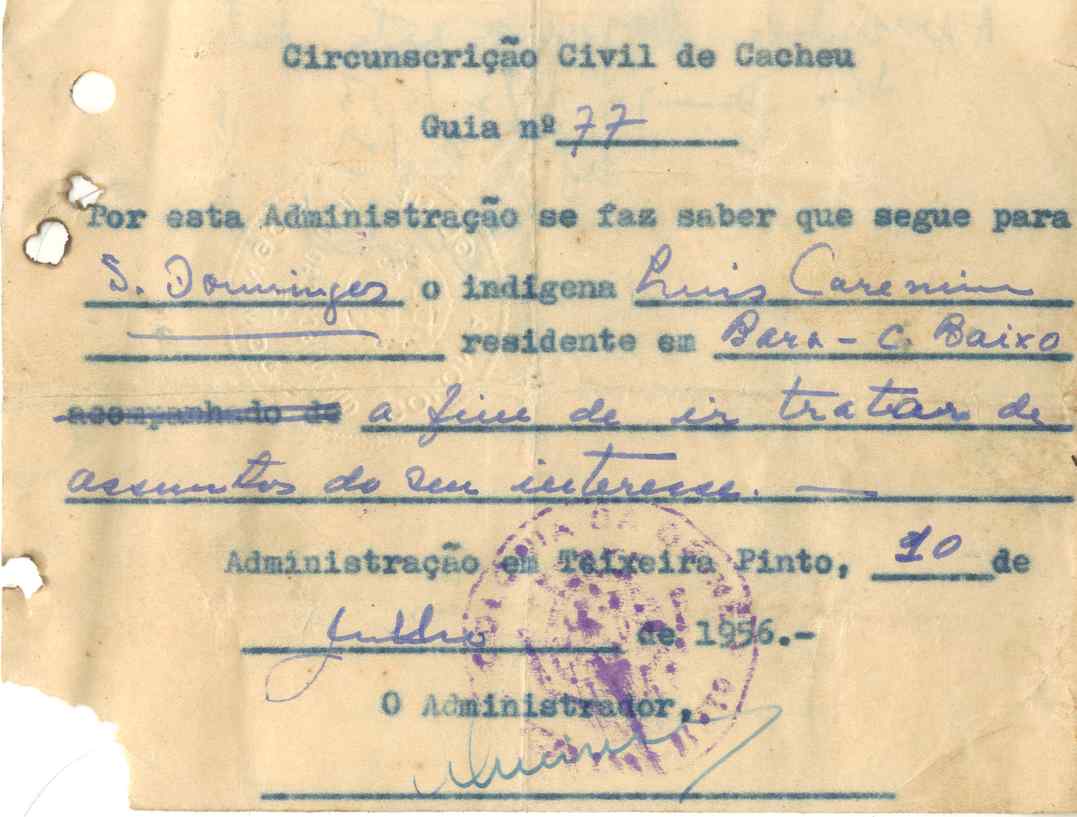 Circunscrição Civil de Cacheu
Guia nº 77
Por esta Administração se faz saber que segue para
S. Domingos o indigena Luis
residente em Bara - C. Baixo
acompanhado de a fim de ir tratar de
assuntos do seu interesse. —
Administração em Teixeira Pinto, 10 de
Julho de 1956.-
O Administrador,